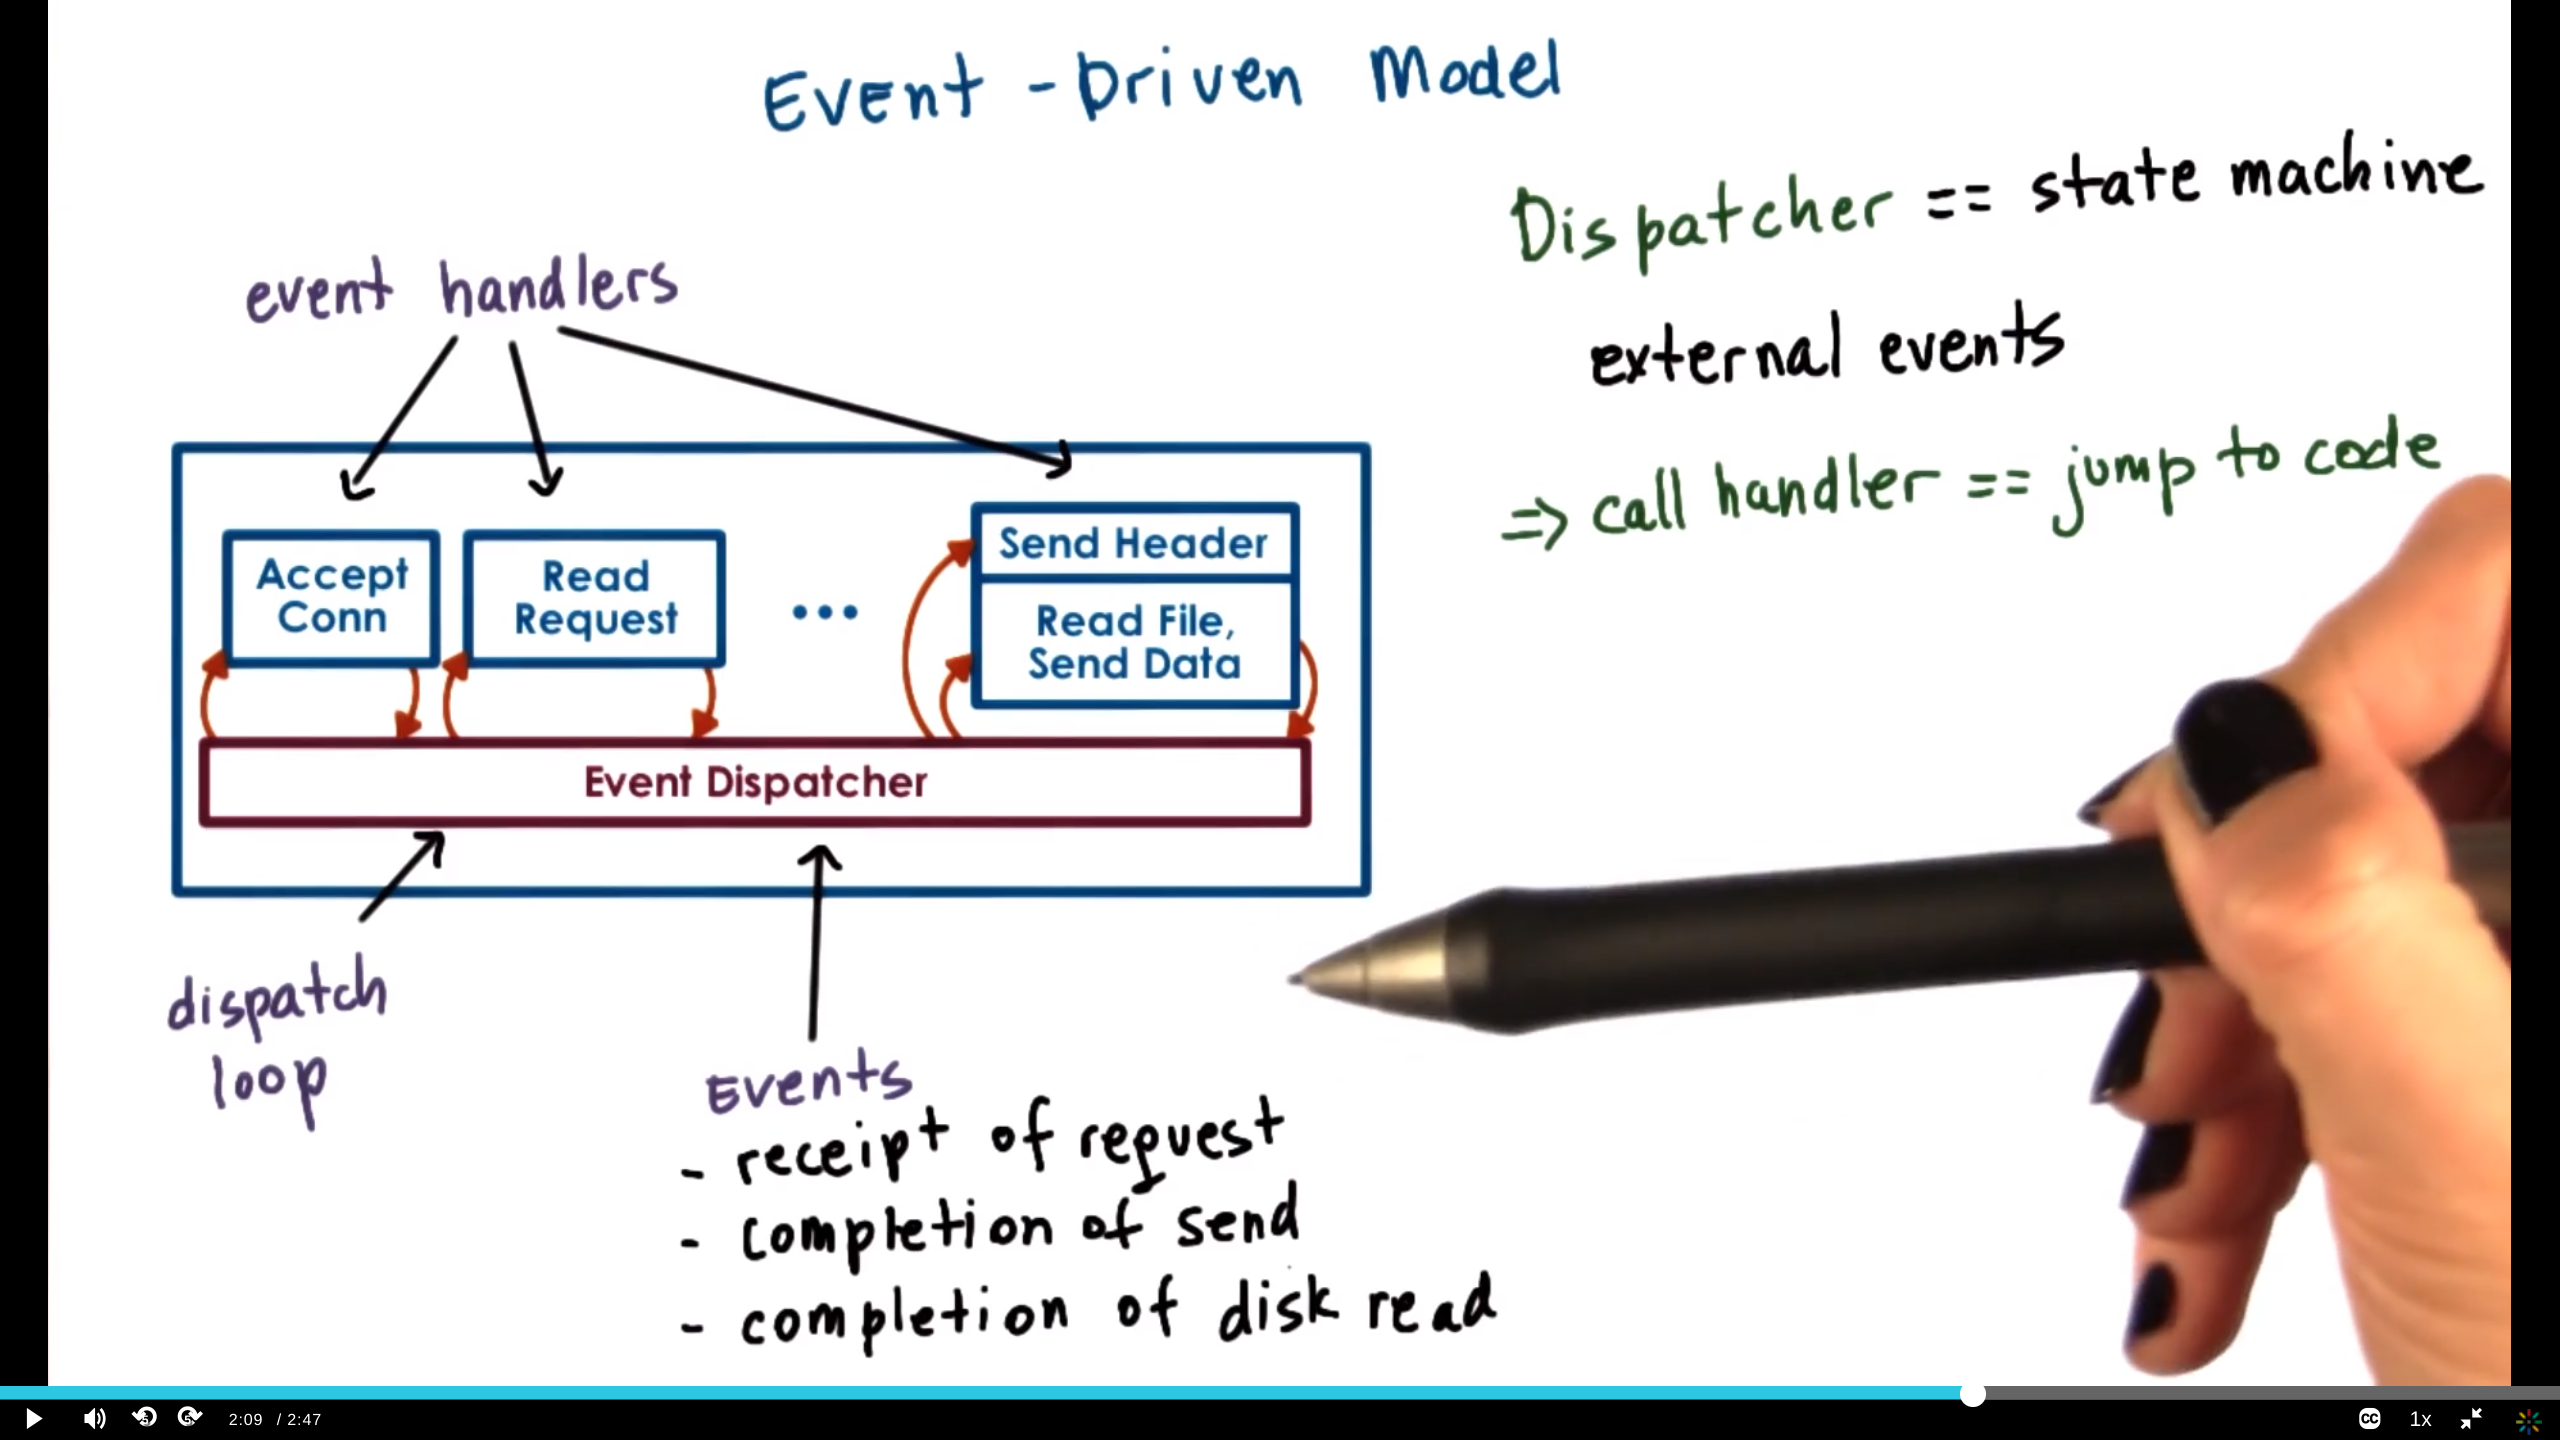 Event-Driven Model
Dispatcher == state machine
external events
=> call handler == jump to code
event handlers
Accept
Conn
Read
Request
...
Send Header
Read File,
Send Data
Event Dispatcher
dispatch
loop
Events
- receipt of request
- completion of send
- completion of disk read
2:09 / 2:47
CC
1x